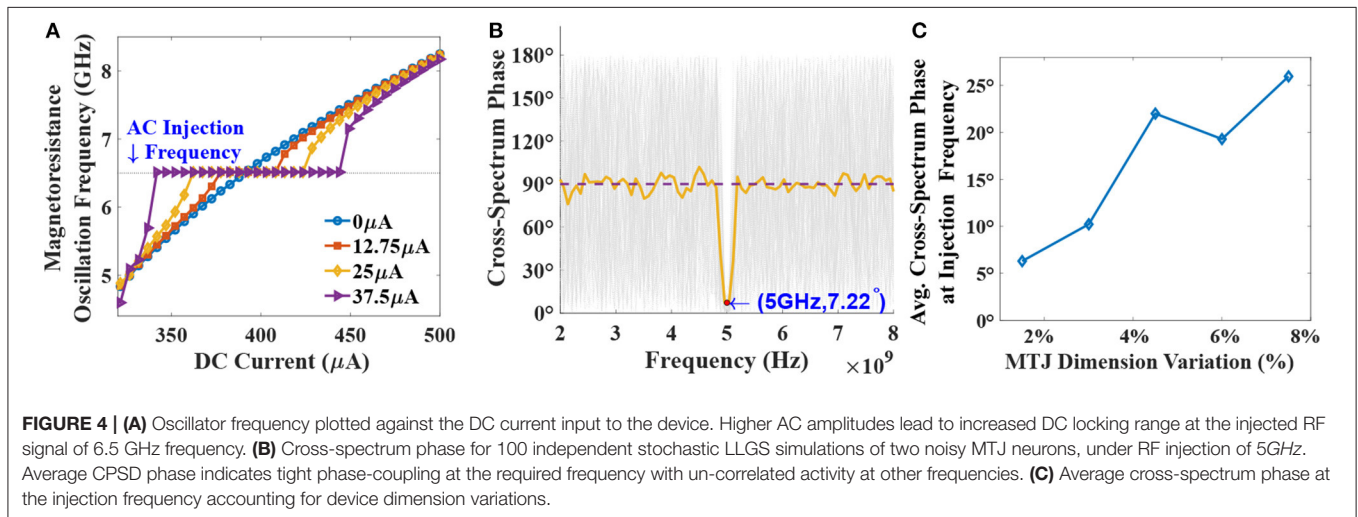 A
Magnetoresistance
Oscillation Frequency (GHz)
8
7
6
5
AC Injection
↓ Frequency
0μA
12.75μA
25μA
37.5μA
350
400
450
500
DC Current (μA)
B
Cross-Spectrum Phase
180°
150°
120°
90°
60°
30°
0°
← (5GHz,7.22°)
2
3
4
5
6
7
8
Frequency (Hz)
×10⁹
C
Avg. Cross-Spectrum Phase
at Injection Frequency
25°
20°
15°
10°
5°
0°
2%
4%
6%
8%
MTJ Dimension Variation (%)
FIGURE 4 | (A) Oscillator frequency plotted against the DC current input to the device. Higher AC amplitudes lead to increased DC locking range at the injected RF
signal of 6.5 GHz frequency. (B) Cross-spectrum phase for 100 independent stochastic LLGS simulations of two noisy MTJ neurons, under RF injection of 5GHz.
Average CPSD phase indicates tight phase-coupling at the required frequency with un-correlated activity at other frequencies. (C) Average cross-spectrum phase at
the injection frequency accounting for device dimension variations.